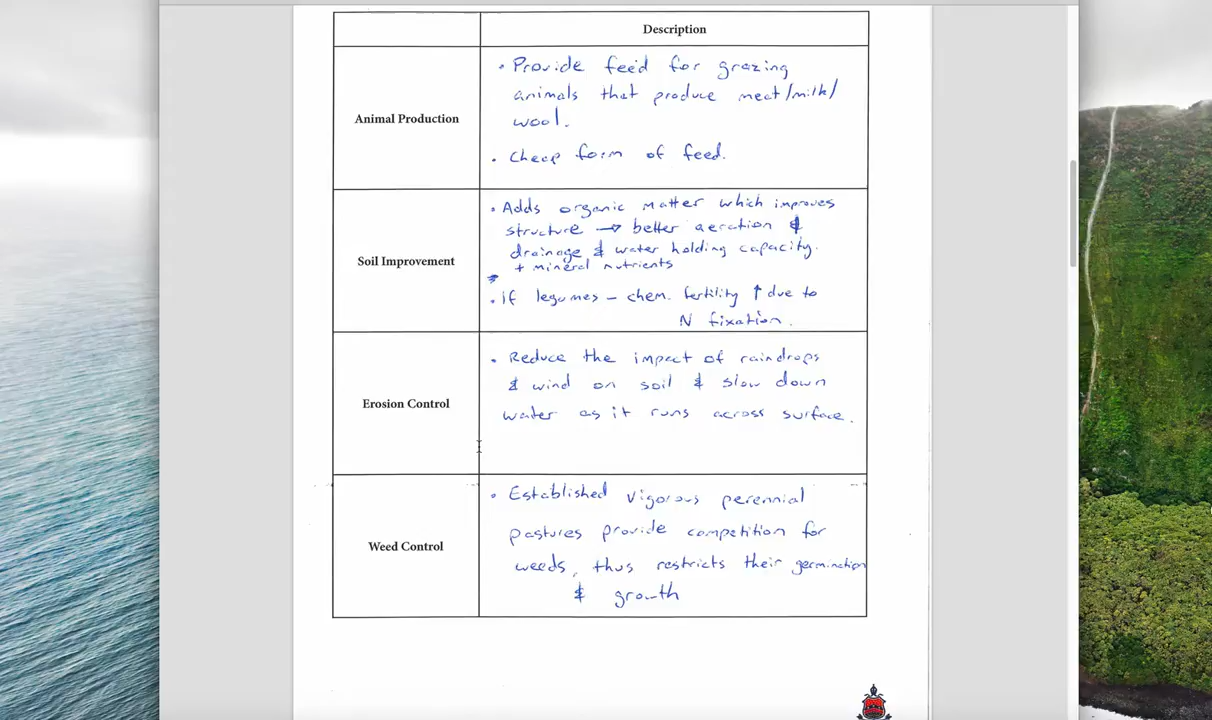 Description
Animal Production
• Provide feed for grazing
animals that produce meat/milk/
wool.
• Cheap form of feed.
Soil Improvement
• Adds organic matter which improves
structure → better aeration &
drainage & water holding capacity.
+ mineral nutrients
• If legumes - chem. fertility ↑ due to
N fixation.
Erosion Control
• Reduce the impact of raindrops
& wind on soil & slow down
water as it runs across surface.
Weed Control
• Established vigorous perennial
pastures provide competition for
weeds, thus restricts their germination
& growth